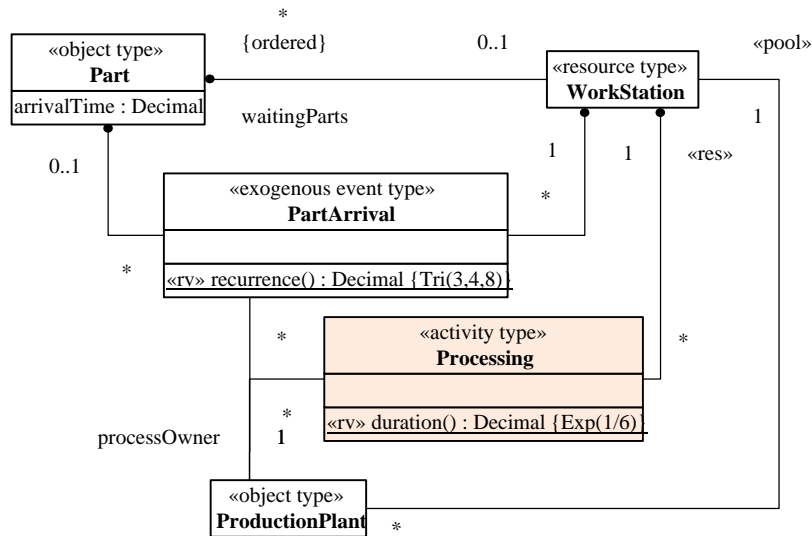 *
«object type»
{ordered}
0..1
«pool»
Part
«resource type»
WorkStation
arrivalTime : Decimal
waitingParts
1
0..1
1
1
«res»
«exogenous event type»
PartArrival
*
*
«rv» recurrence() : Decimal {Tri(3,4,8)}
«activity type»
*
*
Processing
*
«rv» duration() : Decimal {Exp(1/6)}
processOwner
1
«object type»
ProductionPlant
*